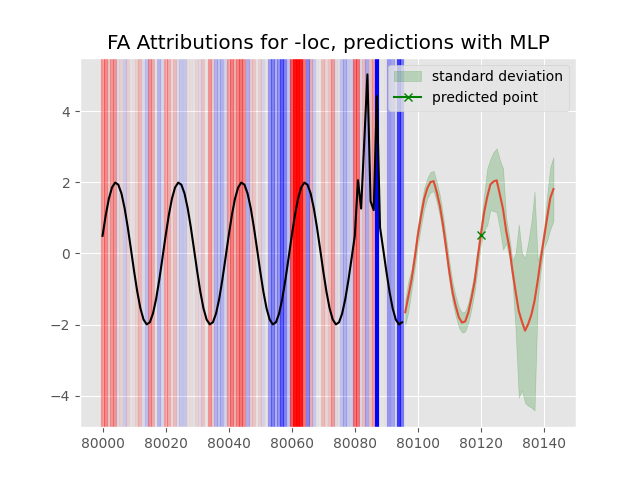 FA Attributions for -loc, predictions with MLP
standard deviation
predicted point
4
2
0
−2
−4
80000 80020 80040 80060 80080 80100 80120 80140